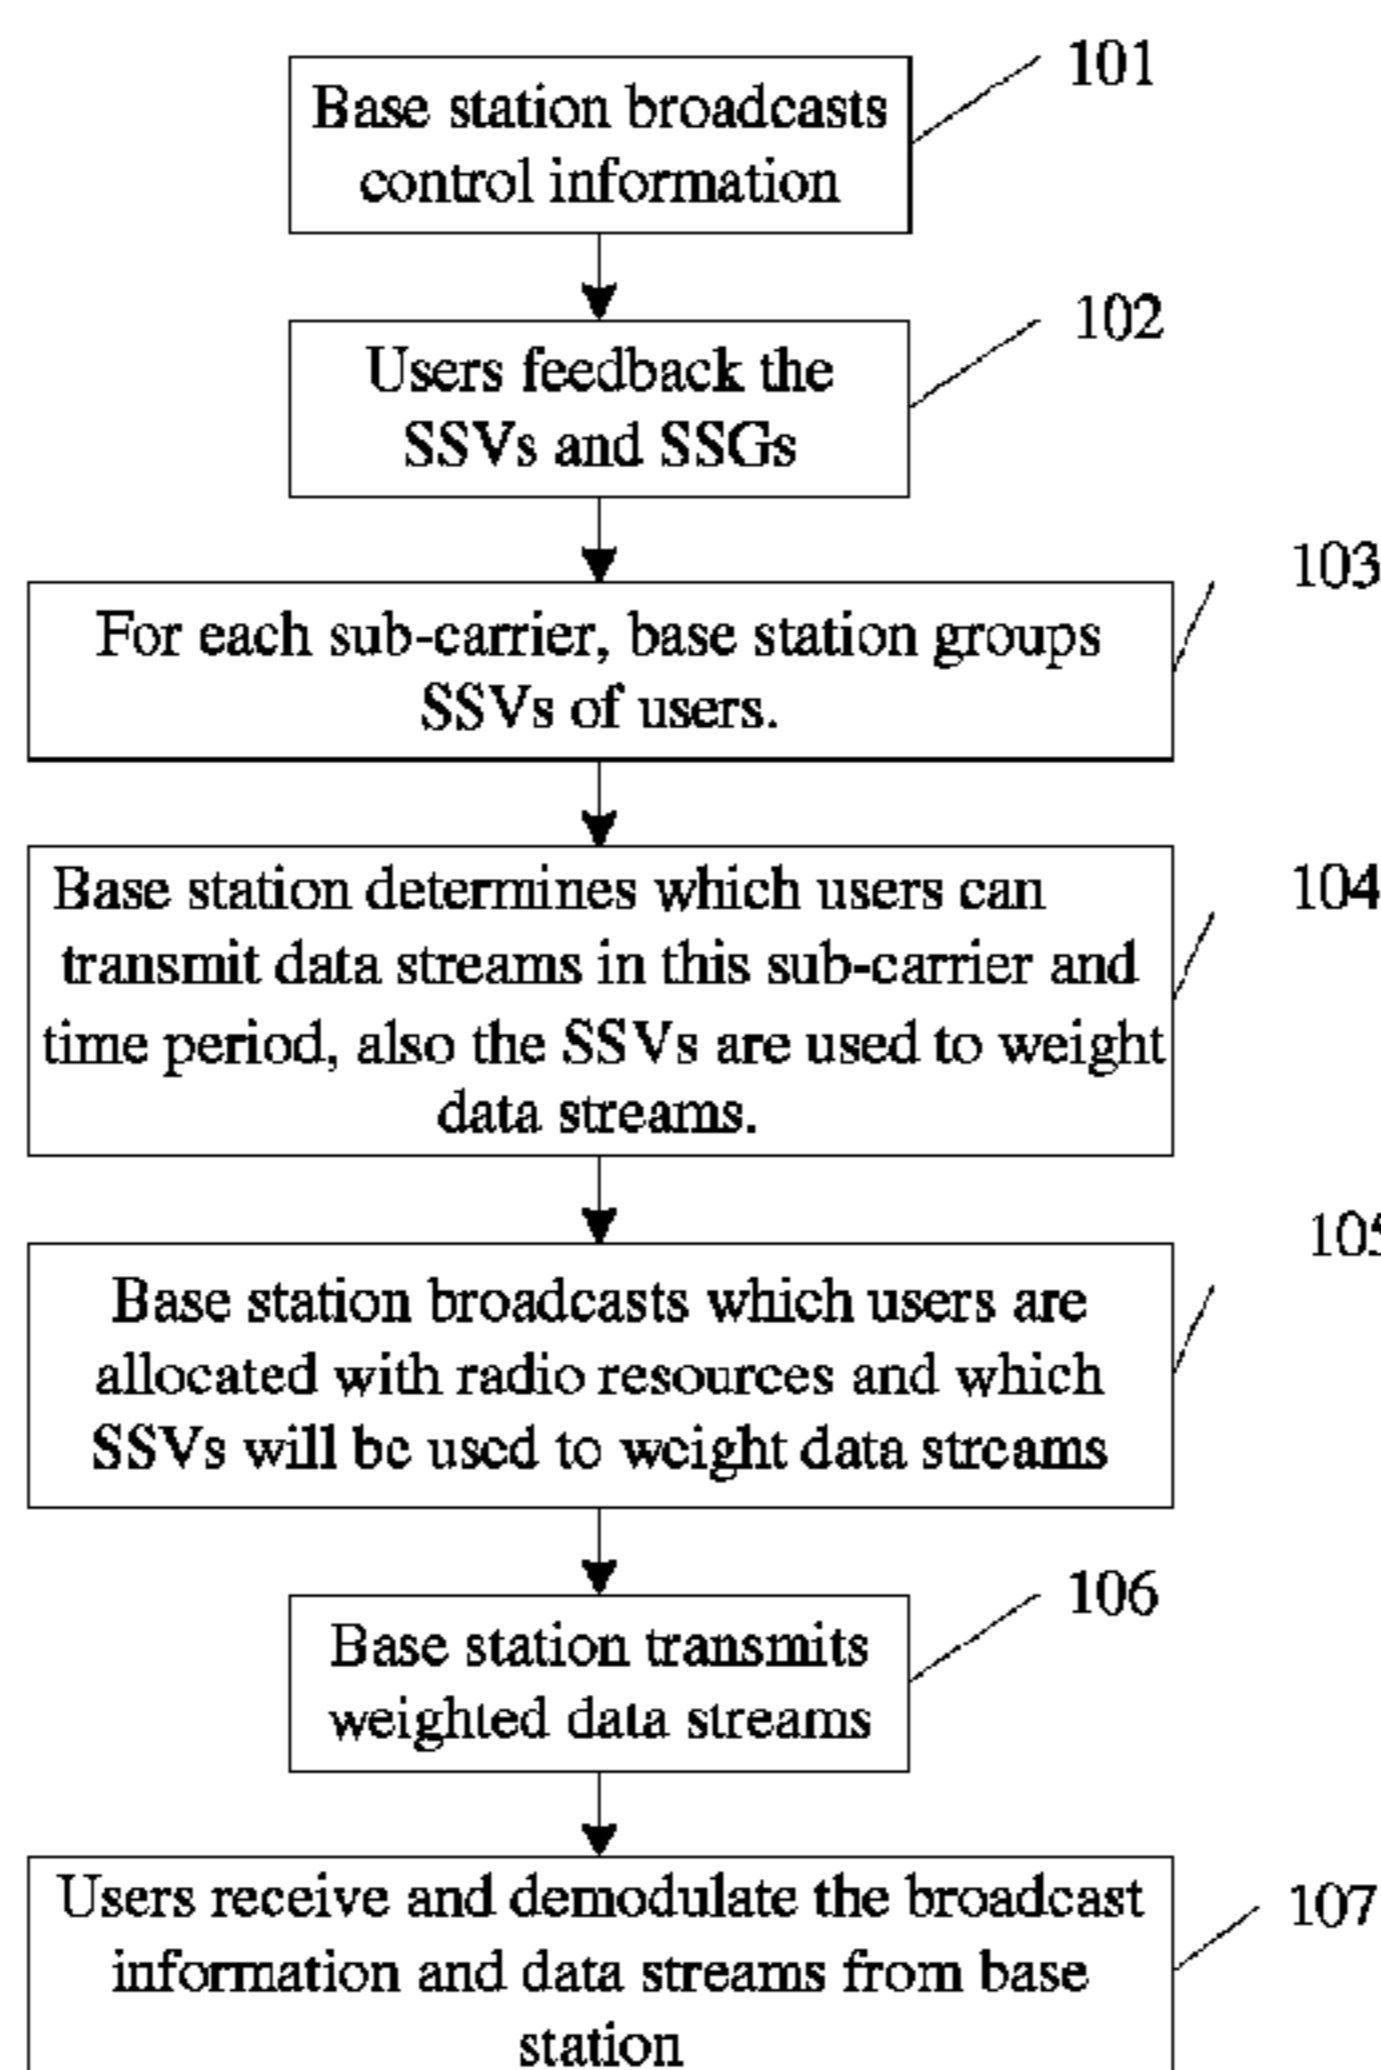 101
Base station broadcasts
control information
102
Users feedback the
SSVs and SSGs
103
For each sub-carrier, base station groups
SSVs of users.
104
Base station determines which users can
transmit data streams in this sub-carrier and
time period, also the SSVs are used to weight
data streams.
105
Base station broadcasts which users are
allocated with radio resources and which
SSVs will be used to weight data streams
106
Base station transmits
weighted data streams
107
Users receive and demodulate the broadcast
information and data streams from base
station